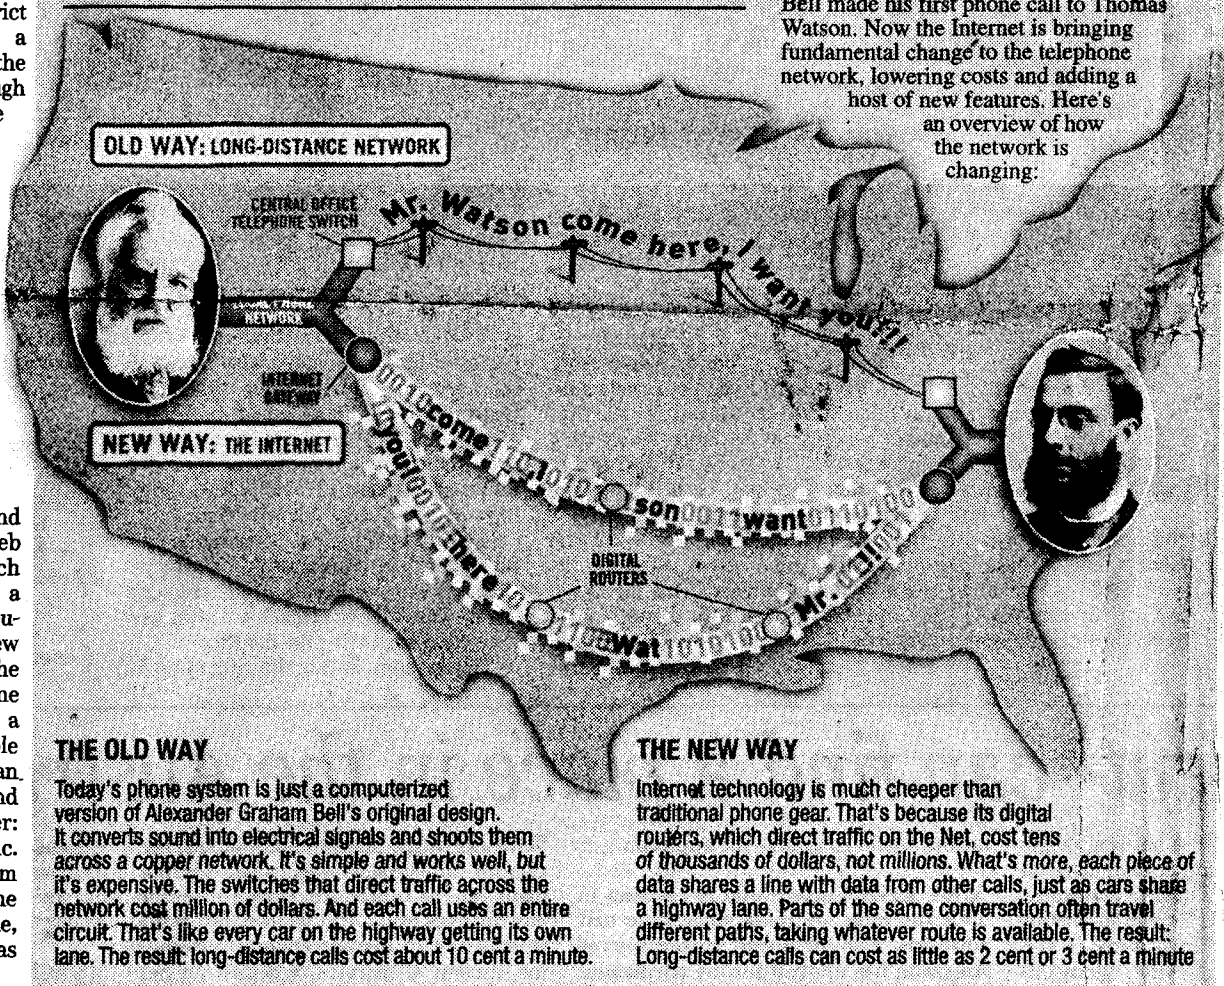 Bell made his first phone call to Thomas
Watson. Now the Internet is bringing
fundamental change to the telephone
network, lowering costs and adding a
host of new features. Here's
an overview of how
the network is
changing:
OLD WAY: LONG-DISTANCE NETWORK
CENTRAL OFFICE
TELEPHONE SWITCH
Mr. Watson come here, I want you!!!
NETWORK
INTERNET
GATEWAY
NEW WAY: THE INTERNET
0010come
you!001011here10
son0011want0110100
DIGITAL
ROUTERS
Wat
Mr.
THE OLD WAY
Today's phone system is just a computerized
version of Alexander Graham Bell's original design.
It converts sound into electrical signals and shoots them
across a copper network. It's simple and works well, but
it's expensive. The switches that direct traffic across the
network cost million of dollars. And each call uses an entire
circuit. That's like every car on the highway getting its own
lane. The result: long-distance calls cost about 10 cent a minute.
THE NEW WAY
Internet technology is much cheaper than
traditional phone gear. That's because its digital
routers, which direct traffic on the Net, cost tens
of thousands of dollars, not millions. What's more, each piece of
data shares a line with data from other calls, just as cars share
a highway lane. Parts of the same conversation often travel
different paths, taking whatever route is available. The result:
Long-distance calls can cost as little as 2 cent or 3 cent a minute